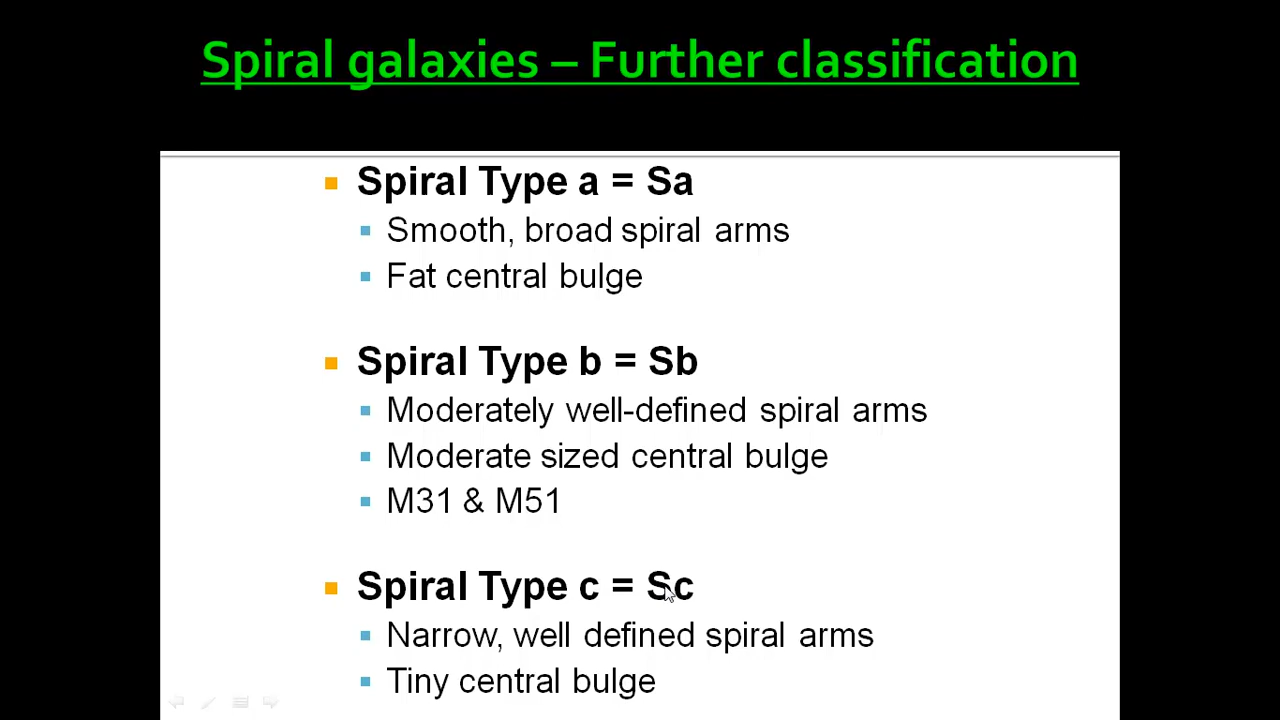 Spiral galaxies – Further classification
Spiral Type a = Sa
Smooth, broad spiral arms
Fat central bulge
Spiral Type b = Sb
Moderately well-defined spiral arms
Moderate sized central bulge
M31 & M51
Spiral Type c = Sc
Narrow, well defined spiral arms
Tiny central bulge